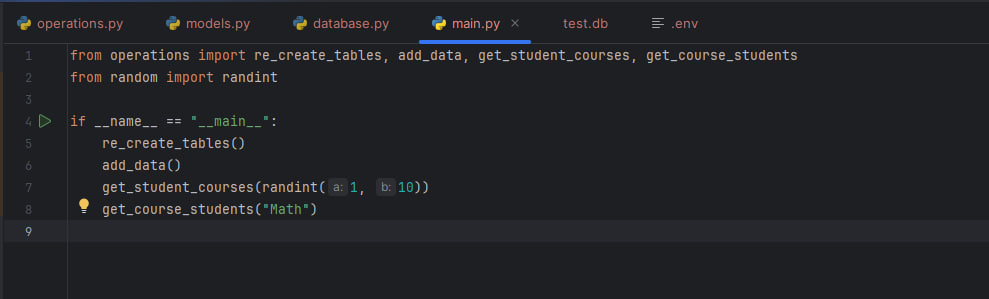 operations.py models.py database.py main.py × test.db .env
1 from operations import re_create_tables, add_data, get_student_courses, get_course_students
2 from random import randint
3
4 if __name__ == "__main__":
5 re_create_tables()
6 add_data()
7 get_student_courses(randint(a: 1, b: 10))
8 get_course_students("Math")
9